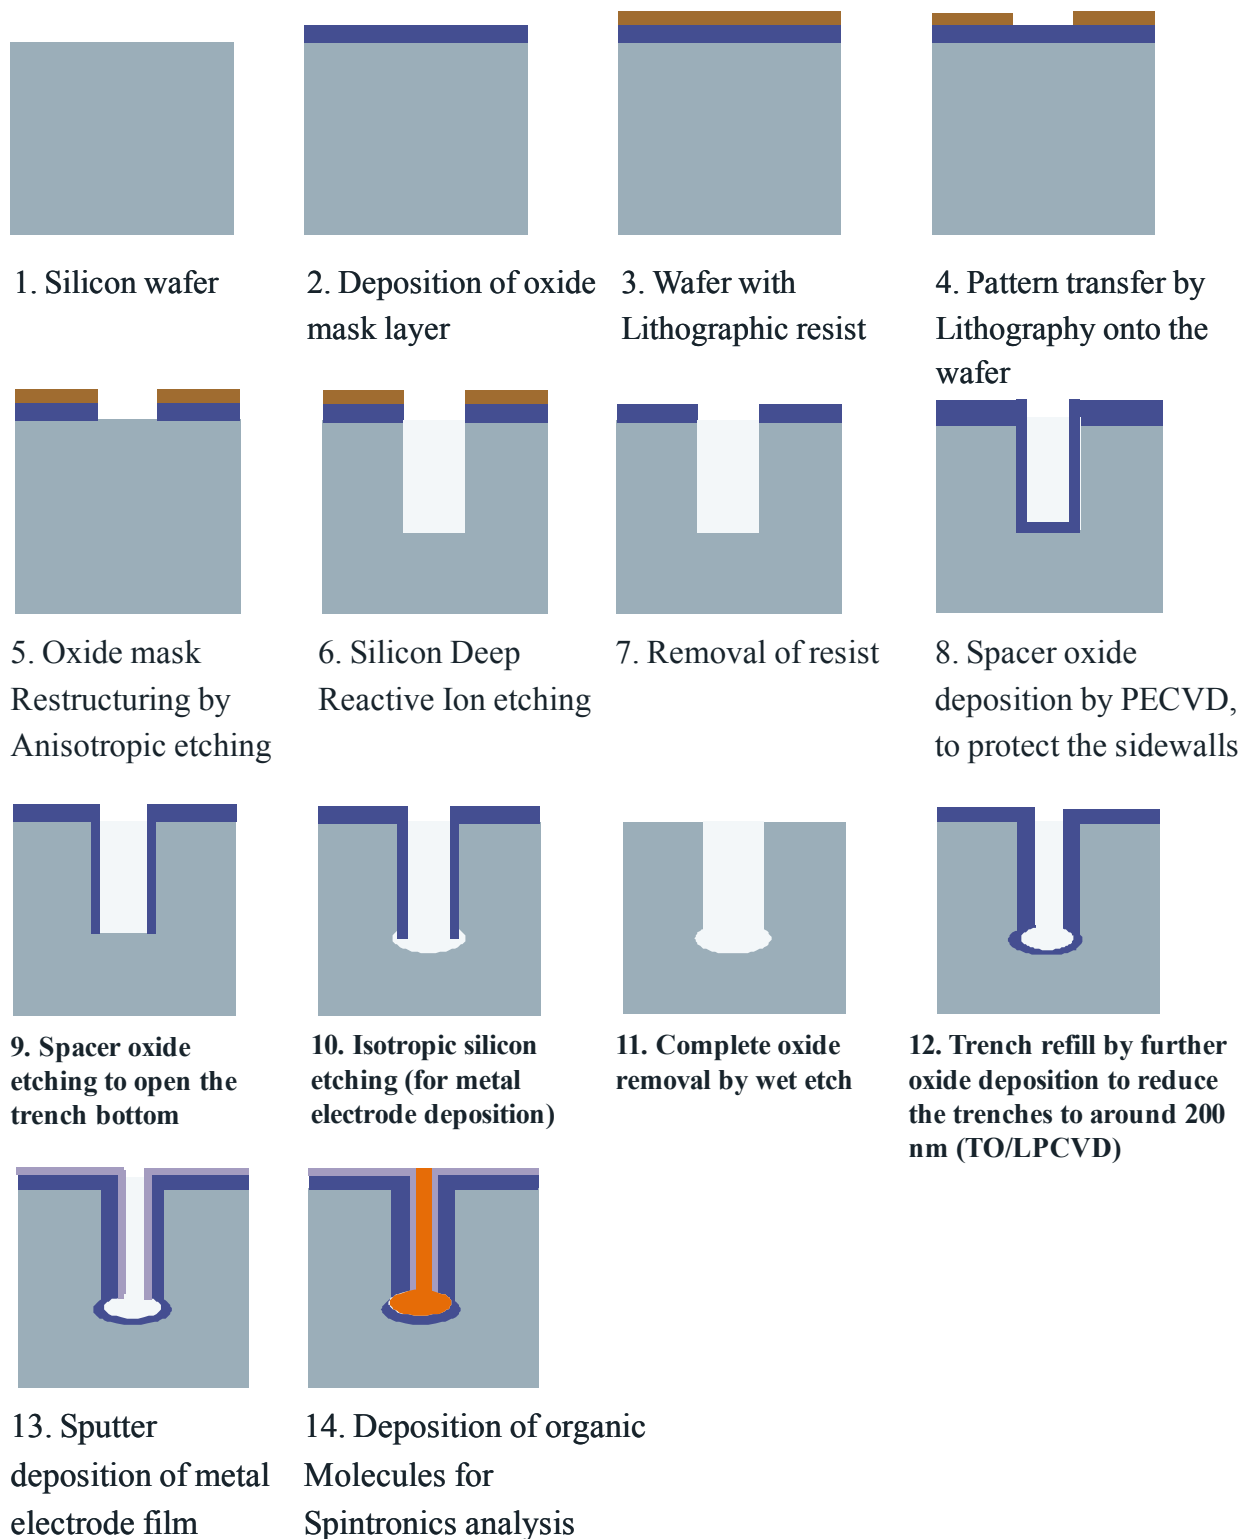 1. Silicon wafer
2. Deposition of oxide
mask layer
3. Wafer with
Lithographic resist
4. Pattern transfer by
Lithography onto the
wafer
5. Oxide mask
Restructuring by
Anisotropic etching
6. Silicon Deep
Reactive Ion etching
7. Removal of resist
8. Spacer oxide
deposition by PECVD,
to protect the sidewalls
9. Spacer oxide
etching to open the
trench bottom
10. Isotropic silicon
etching (for metal
electrode deposition)
11. Complete oxide
removal by wet etch
12. Trench refill by further
oxide deposition to reduce
the trenches to around 200
nm (TO/LPCVD)
13. Sputter
deposition of metal
electrode film
14. Deposition of organic
Molecules for
Spintronics analysis